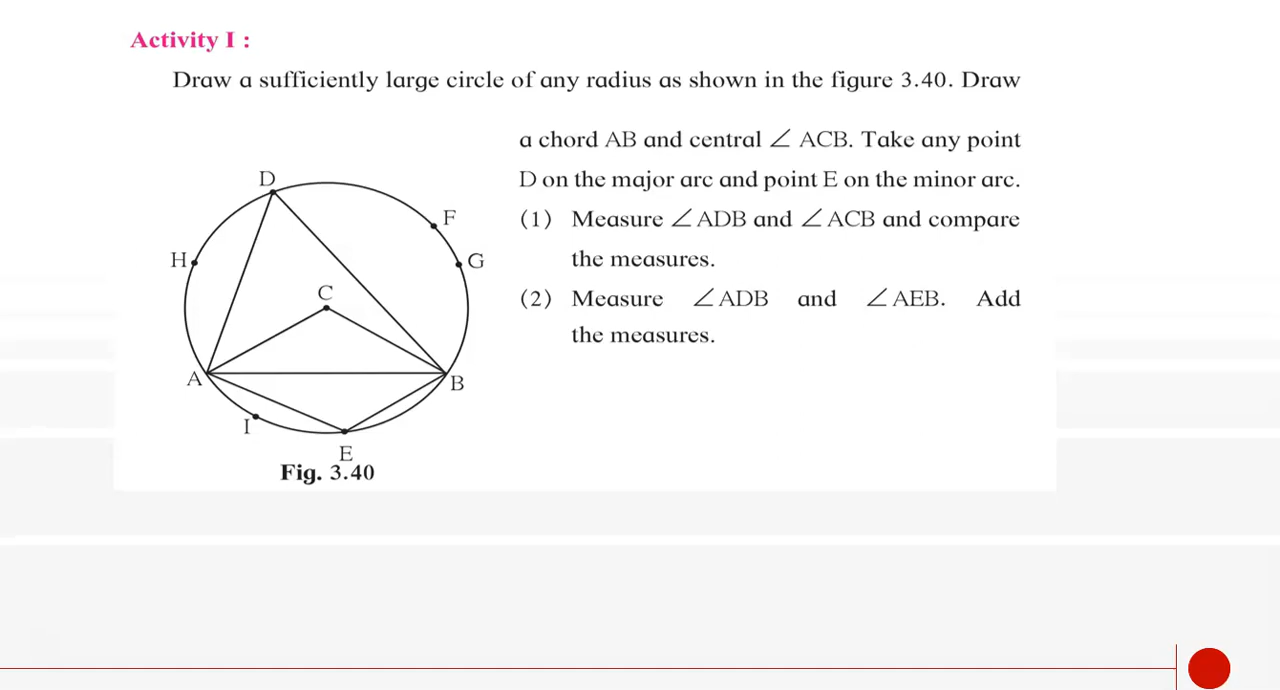 Activity I :
Draw a sufficiently large circle of any radius as shown in the figure 3.40. Draw
a chord AB and central ∠ ACB. Take any point
D on the major arc and point E on the minor arc.
(1) Measure ∠ADB and ∠ACB and compare
the measures.
(2) Measure ∠ADB and ∠AEB. Add
the measures.
D
F
H
G
C
A
B
I
E
Fig. 3.40